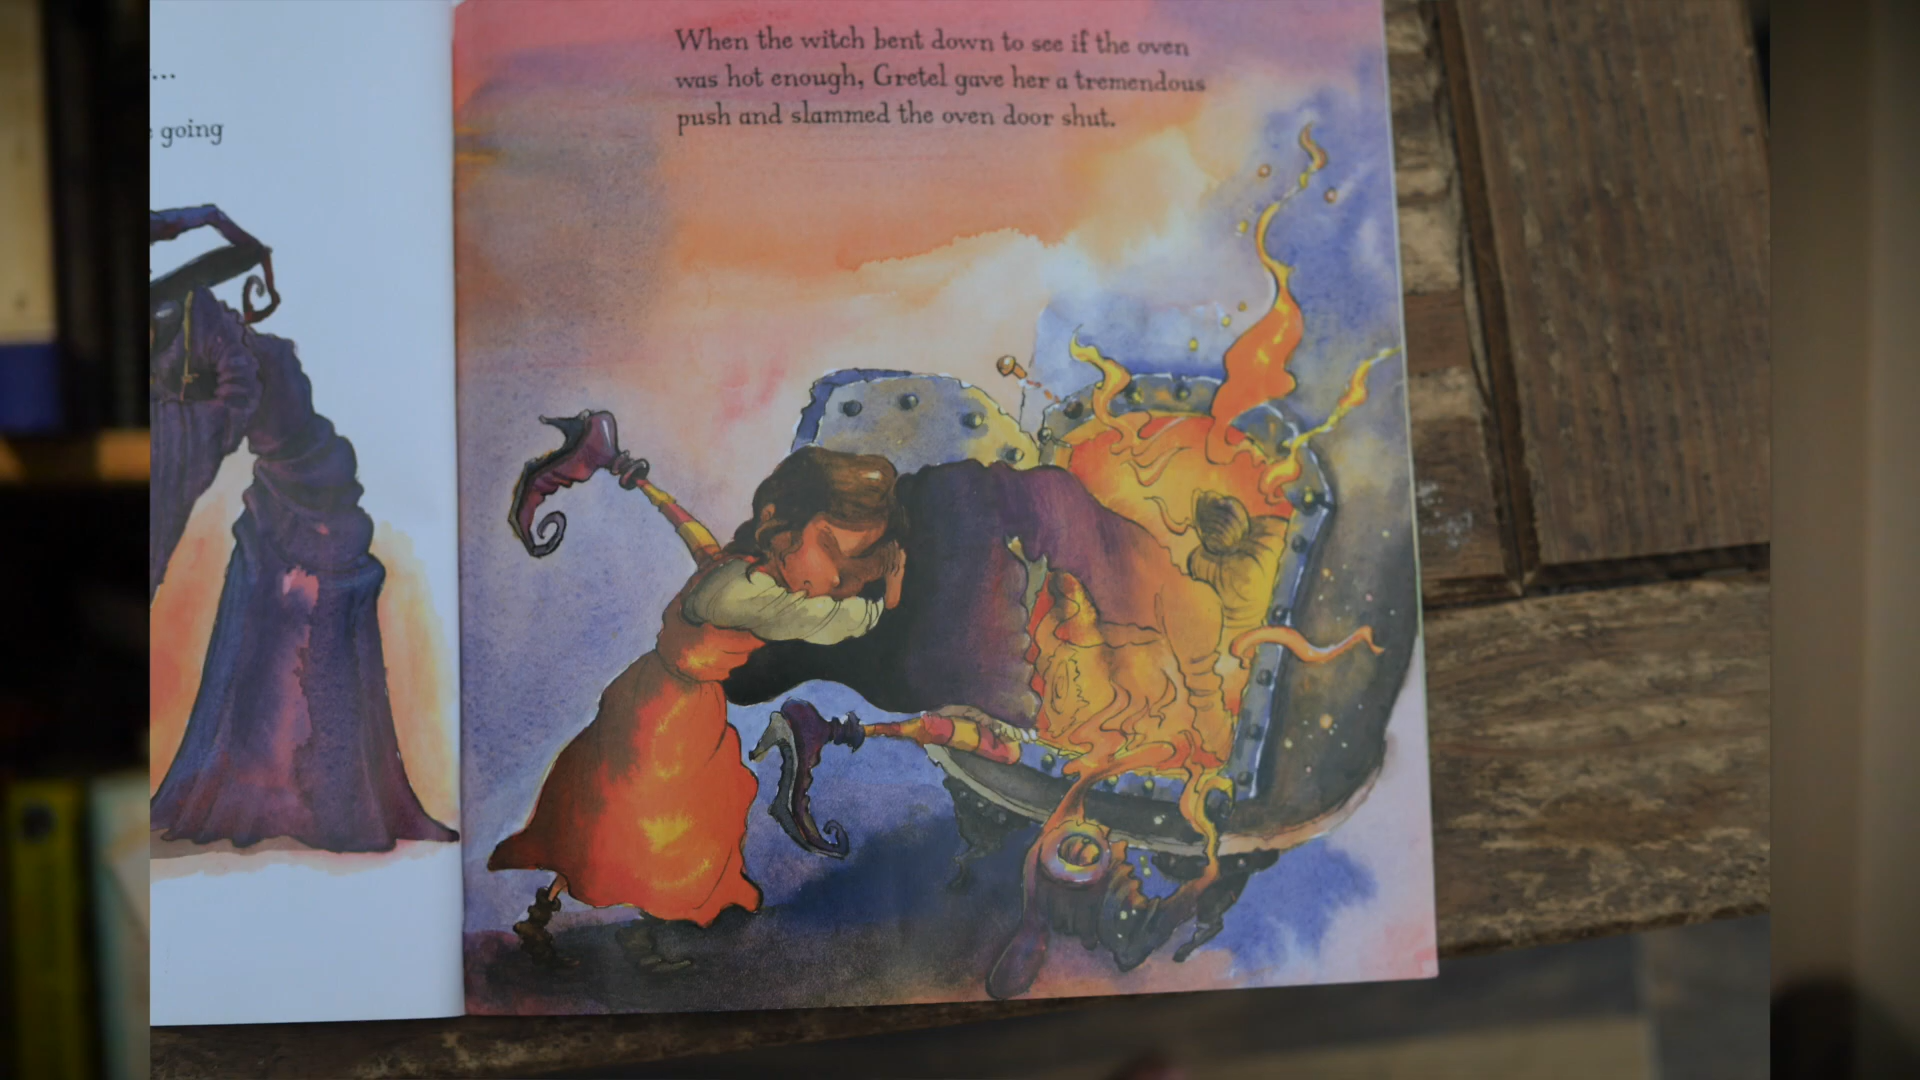 ...
going
When the witch bent down to see if the oven
was hot enough, Gretel gave her a tremendous
push and slammed the oven door shut.